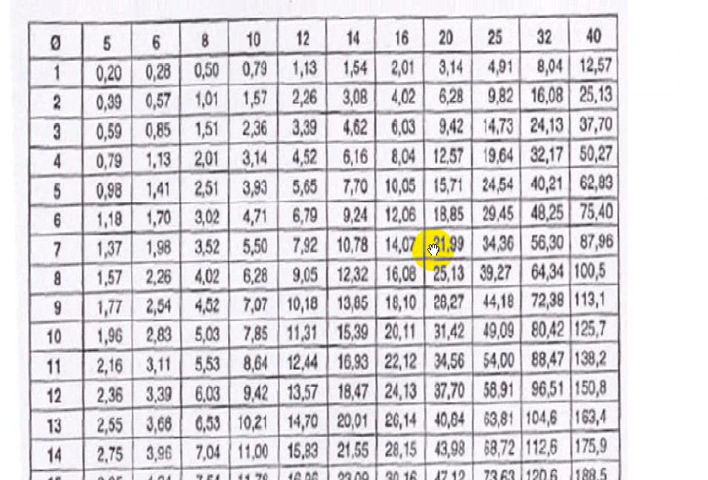 Ø 5 6 8 10 12 14 16 20 25 32 40
1 0,20 0,28 0,50 0,79 1,13 1,54 2,01 3,14 4,91 8,04 12,57
2 0,39 0,57 1,01 1,57 2,26 3,08 4,02 6,28 9,82 16,08 25,13
3 0,59 0,85 1,51 2,36 3,39 4,62 6,03 9,42 14,73 24,13 37,70
4 0,79 1,13 2,01 3,14 4,52 6,16 8,04 12,57 19,64 32,17 50,27
5 0,98 1,41 2,51 3,93 5,65 7,70 10,05 15,71 24,54 40,21 62,83
6 1,18 1,70 3,02 4,71 6,79 9,24 12,06 18,85 29,45 48,25 75,40
7 1,37 1,98 3,52 5,50 7,92 10,78 14,07 21,99 34,36 56,30 87,96
8 1,57 2,26 4,02 6,28 9,05 12,32 16,08 25,13 39,27 64,34 100,5
9 1,77 2,54 4,52 7,07 10,18 13,85 18,10 28,27 44,18 72,38 113,1
10 1,96 2,83 5,03 7,85 11,31 15,39 20,11 31,42 49,09 80,42 125,7
11 2,16 3,11 5,53 8,64 12,44 16,93 22,12 34,56 54,00 88,47 138,2
12 2,36 3,39 6,03 9,42 13,57 18,47 24,13 37,70 58,91 96,51 150,8
13 2,55 3,68 6,53 10,21 14,70 20,01 26,14 40,84 63,81 104,6 163,4
14 2,75 3,96 7,04 11,00 15,83 21,55 28,15 43,98 68,72 112,6 175,9
23,09 30,16 47,12 73,63 120,6 188,5